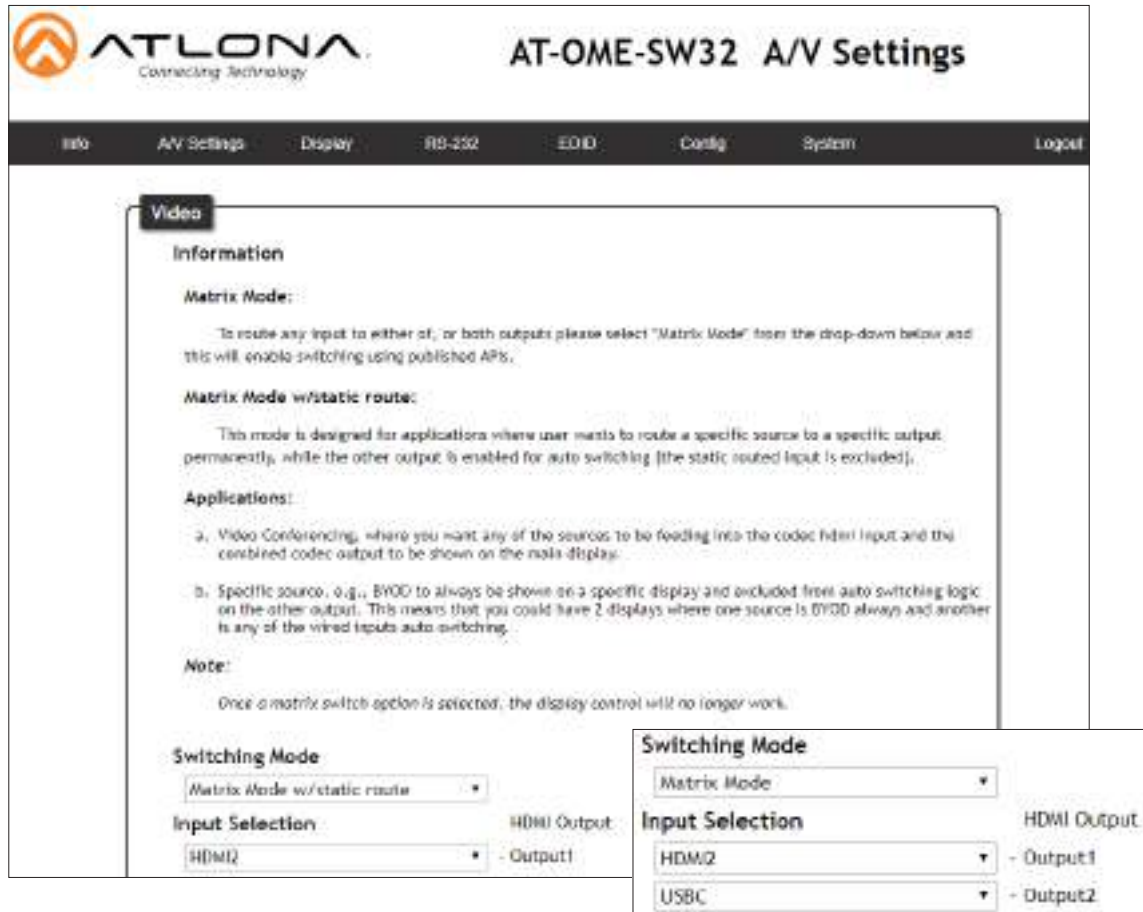 ATLONA.
Connecting Technology
AT-OME-SW32 A/V Settings
Info A/V Settings Display RS-232 EDID Config System Logout
Video
Information
Matrix Mode:
To route any input to either of, or both outputs please select "Matrix Mode" from the drop-down below and
this will enable switching using published APIs.
Matrix Mode w/static route:
This mode is designed for applications where user wants to route a specific source to a specific output
permanently, while the other output is enabled for auto switching (the static routed input is excluded).
Applications:
a. Video Conferencing, where you want any of the sources to be feeding into the codec hdmi input and the
combined codec output to be shown on the main display.
b. Specific source, e.g., BYOD to always be shown on a specific display and excluded from auto switching logic
on the other output. This means that you could have 2 displays where one source is BYOD always and another
is any of the wired inputs auto switching.
Note:
Once a matrix switch option is selected, the display control will no longer work.
Switching Mode
Matrix Mode w/static route
Input Selection HDMI Output
HDMI2 - Output1
Switching Mode
Matrix Mode
Input Selection HDMI Output
HDMI2 - Output1
USBC - Output2